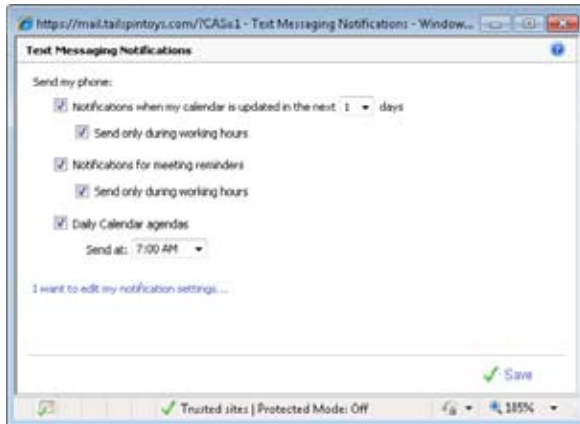 https://mail.tailspintoys.com/?CAS=1 - Text Messaging Notifications - Window...
Text Messaging Notifications
Send my phone:
Notifications when my calendar is updated in the next 1 days
Send only during working hours
Notifications for meeting reminders
Send only during working hours
Daily Calendar agendas
Send at: 7:00 AM
I want to edit my notification settings...
Save
Trusted sites | Protected Mode: Off
185%